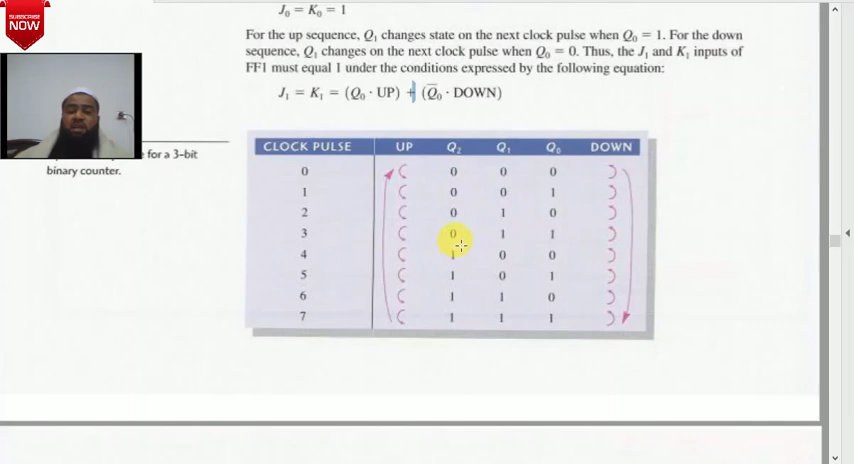 SUBSCRIBE
NOW
J₀ = K₀ = 1
For the up sequence, Q₁ changes state on the next clock pulse when Q₀ = 1. For the down
sequence, Q₁ changes on the next clock pulse when Q₀ = 0. Thus, the J₁ and K₁ inputs of
FF1 must equal 1 under the conditions expressed by the following equation:
J₁ = K₁ = (Q₀ · UP) + (Q̅₀ · DOWN)
for a 3-bit
binary counter.
CLOCK PULSE UP Q₂ Q₁ Q₀ DOWN
0 0 0 0
1 0 0 1
2 0 1 0
3 0 1 1
4 1 0 0
5 1 0 1
6 1 1 0
7 1 1 1